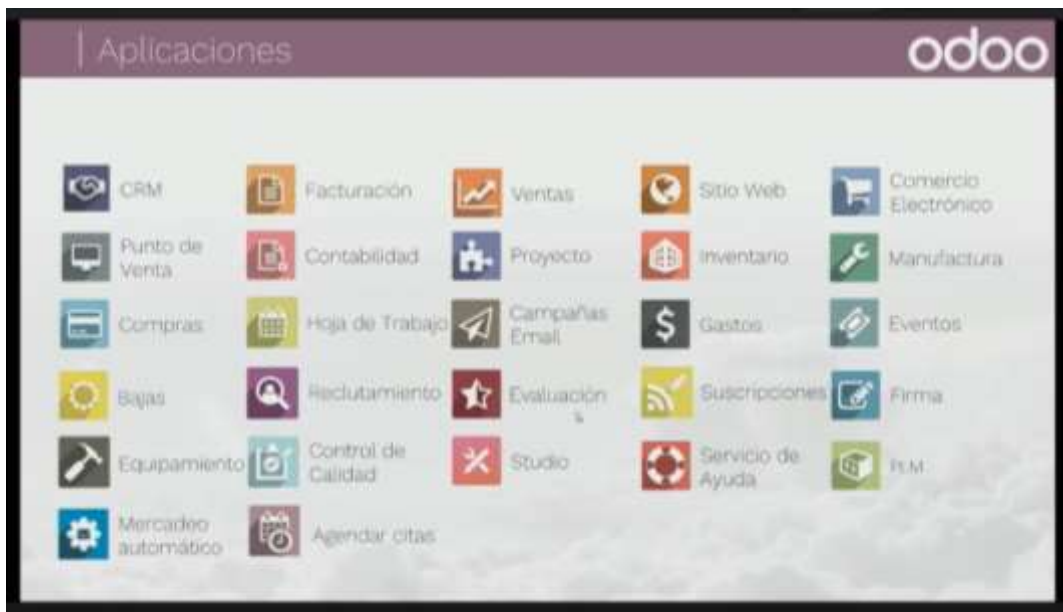 Aplicaciones
odoo
CRM
Facturación
Ventas
Sitio Web
Comercio
Electrónico
Punto de
Venta
Contabilidad
Proyecto
Inventario
Manufactura
Compras
Hoja de Trabajo
Campañas
Email
Gastos
Eventos
Bajas
Reclutamiento
Evaluación
Suscripciones
Firma
Equipamiento
Control de
Calidad
Studio
Servicio de
Ayuda
PLM
Mercadeo
automático
Agendar citas